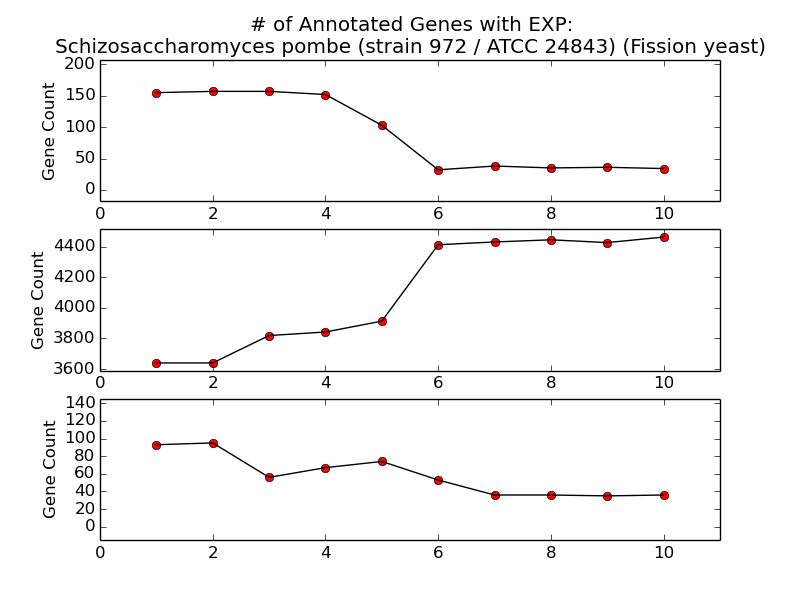 # of Annotated Genes with EXP:
Schizosaccharomyces pombe (strain 972 / ATCC 24843) (Fission yeast)
200
150
100
50
0
Gene Count
0 2 4 6 8 10
4400
4200
4000
3800
3600
Gene Count
0 2 4 6 8 10
140
120
100
80
60
40
20
0
Gene Count
0 2 4 6 8 10